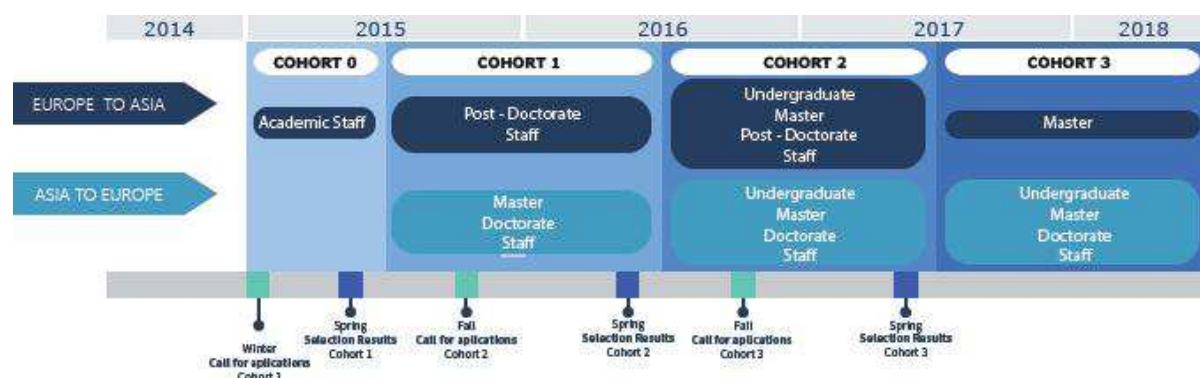 2014 2015 2016 2017 2018
COHORT 0 COHORT 1 COHORT 2 COHORT 3
EUROPE TO ASIA
Academic Staff
Post - Doctorate
Staff
Undergraduate
Master
Post - Doctorate
Staff
Master
ASIA TO EUROPE
Master
Doctorate
Staff
Undergraduate
Master
Doctorate
Staff
Undergraduate
Master
Doctorate
Staff
Winter
Call for aplications
Cohort 1
Spring
Selection Results
Cohort 1
Fall
Call for aplications
Cohort 2
Spring
Selection Results
Cohort 2
Fall
Call for aplications
Cohort 3
Spring
Selection Results
Cohort 3